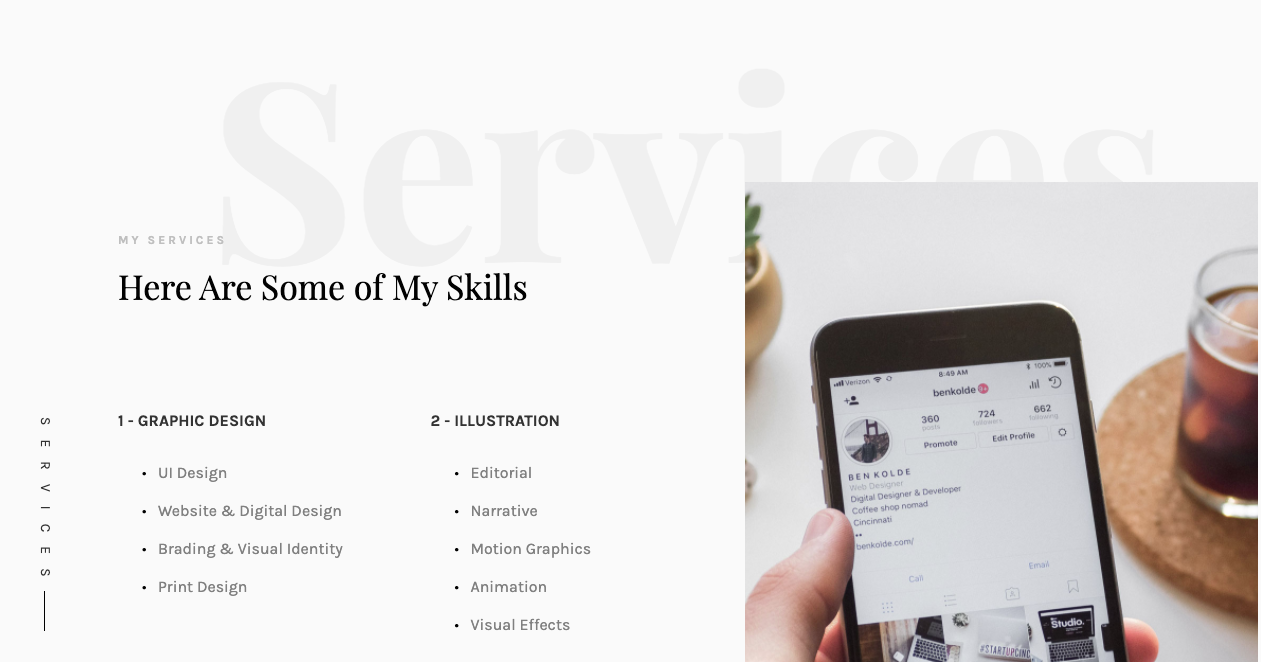 Services
MY SERVICES
Here Are Some of My Skills
SERVICES
1 - GRAPHIC DESIGN
UI Design
Website & Digital Design
Brading & Visual Identity
Print Design
2 - ILLUSTRATION
Editorial
Narrative
Motion Graphics
Animation
Visual Effects
Verizon 8:49 AM 100%
benkolde
360 724 662
posts followers following
Promote Edit Profile
BEN KOLDE
Web Designer
Digital Designer & Developer
Coffee shop nomad
Cincinnati
benkolde.com/
Call Email
Studio.
#STARTUPCINC